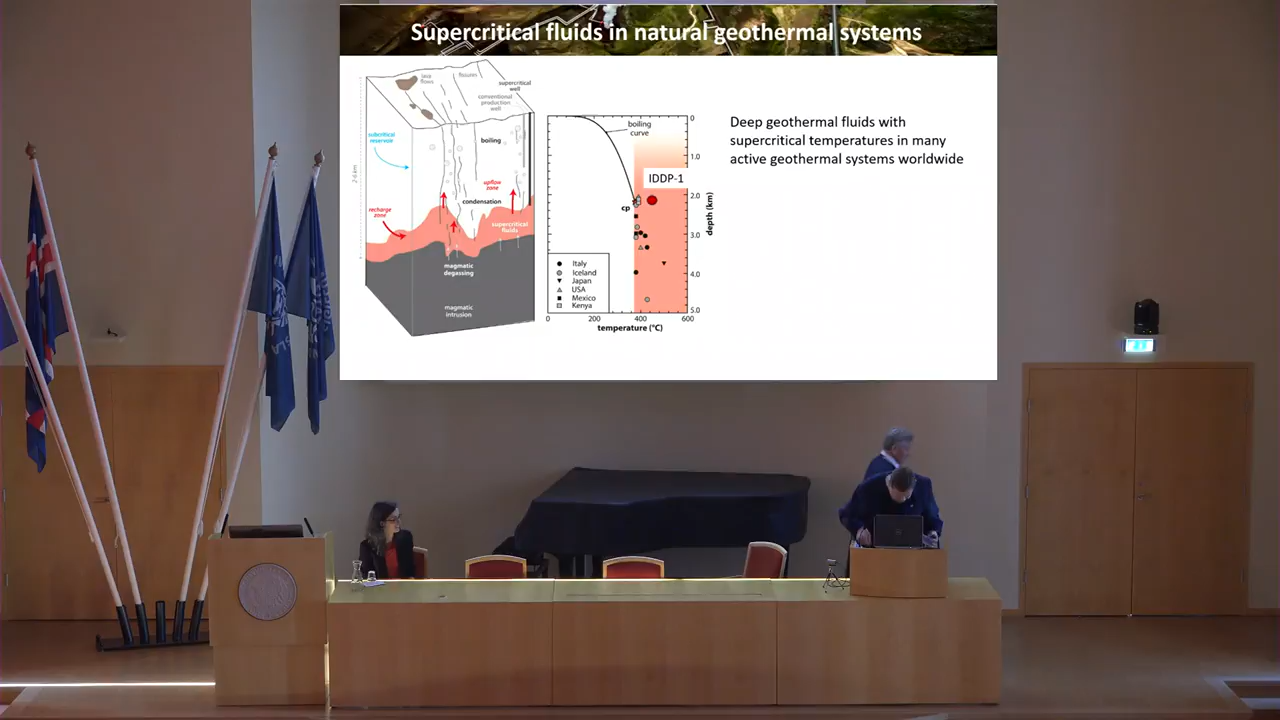 Supercritical fluids in natural geothermal systems
lava
flows
fissures
supercritical
well
conventional
production
well
subcritical
reservoir
boiling
2-6 km
upflow
zone
condensation
recharge
zone
supercritical
fluids
magmatic
degassing
magmatic
intrusion
boiling
curve
IDDP-1
cp
0
1.0
2.0
3.0
4.0
5.0
depth (km)
Italy
Iceland
Japan
USA
Mexico
Kenya
0 200 400 600
temperature (°C)
Deep geothermal fluids with
supercritical temperatures in many
active geothermal systems worldwide